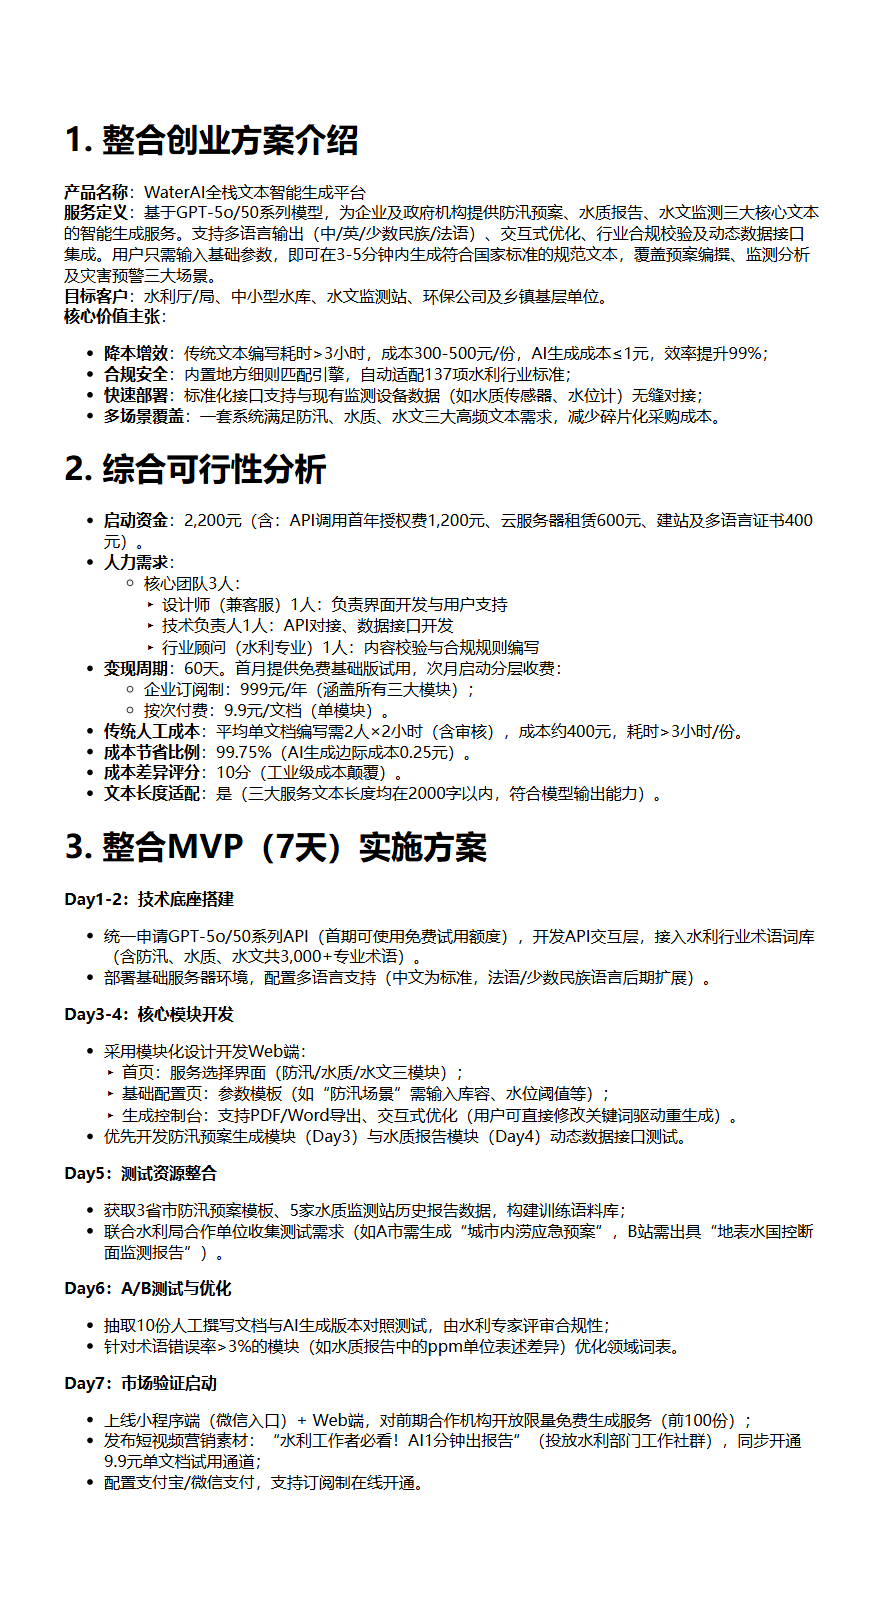 1. 整合创业方案介绍
产品名称：WaterAI全栈文本智能生成平台
服务定义：基于GPT-5o/50系列模型，为企业及政府机构提供防汛预案、水质报告、水文监测三大核心文本
的智能生成服务。支持多语言输出（中/英/少数民族/法语）、交互式优化、行业合规校验及动态数据接口
集成。用户只需输入基础参数，即可在3-5分钟内生成符合国家标准的规范文本，覆盖预案编撰、监测分析
及灾害预警三大场景。
目标客户：水利厅/局、中小型水库、水文监测站、环保公司及乡镇基层单位。
核心价值主张：
• 降本增效：传统文本编写耗时>3小时，成本300-500元/份，AI生成成本≤1元，效率提升99%；
• 合规安全：内置地方细则匹配引擎，自动适配137项水利行业标准；
• 快速部署：标准化接口支持与现有监测设备数据（如水质传感器、水位计）无缝对接；
• 多场景覆盖：一套系统满足防汛、水质、水文三大高频文本需求，减少碎片化采购成本。
2. 综合可行性分析
• 启动资金：2,200元（含：API调用首年授权费1,200元、云服务器租赁600元、建站及多语言证书400
元）。
• 人力需求：
◦ 核心团队3人：
‣ 设计师（兼客服）1人：负责界面开发与用户支持
‣ 技术负责人1人：API对接、数据接口开发
‣ 行业顾问（水利专业）1人：内容校验与合规规则编写
• 变现周期：60天。首月提供免费基础版试用，次月启动分层收费：
◦ 企业订阅制：999元/年（涵盖所有三大模块）；
◦ 按次付费：9.9元/文档（单模块）。
• 传统人工成本：平均单文档编写需2人×2小时（含审核），成本约400元，耗时>3小时/份。
• 成本节省比例：99.75%（AI生成边际成本0.25元）。
• 成本差异评分：10分（工业级成本颠覆）。
• 文本长度适配：是（三大服务文本长度均在2000字以内，符合模型输出能力）。
3. 整合MVP（7天）实施方案
Day1-2：技术底座搭建
• 统一申请GPT-5o/50系列API（首期可使用免费试用额度），开发API交互层，接入水利行业术语词库
（含防汛、水质、水文共3,000+专业术语）。
• 部署基础服务器环境，配置多语言支持（中文为标准，法语/少数民族语言后期扩展）。
Day3-4：核心模块开发
• 采用模块化设计开发Web端：
‣ 首页：服务选择界面（防汛/水质/水文三模块）；
‣ 基础配置页：参数模板（如“防汛场景”需输入库容、水位阈值等）；
‣ 生成控制台：支持PDF/Word导出、交互式优化（用户可直接修改关键词驱动重生成）。
• 优先开发防汛预案生成模块（Day3）与水质报告模块（Day4）动态数据接口测试。
Day5：测试资源整合
• 获取3省市防汛预案模板、5家水质监测站历史报告数据，构建训练语料库；
• 联合水利局合作单位收集测试需求（如A市需生成“城市内涝应急预案”，B站需出具“地表水国控断
面监测报告”）。
Day6：A/B测试与优化
• 抽取10份人工撰写文档与AI生成版本对照测试，由水利专家评审合规性；
• 针对术语错误率>3%的模块（如水质报告中的ppm单位表述差异）优化领域词表。
Day7：市场验证启动
• 上线小程序端（微信入口）+ Web端，对前期合作机构开放限量免费生成服务（前100份）；
• 发布短视频营销素材：“水利工作者必看！AI1分钟出报告”（投放水利部门工作社群），同步开通
9.9元单文档试用通道；
• 配置支付宝/微信支付，支持订阅制在线开通。